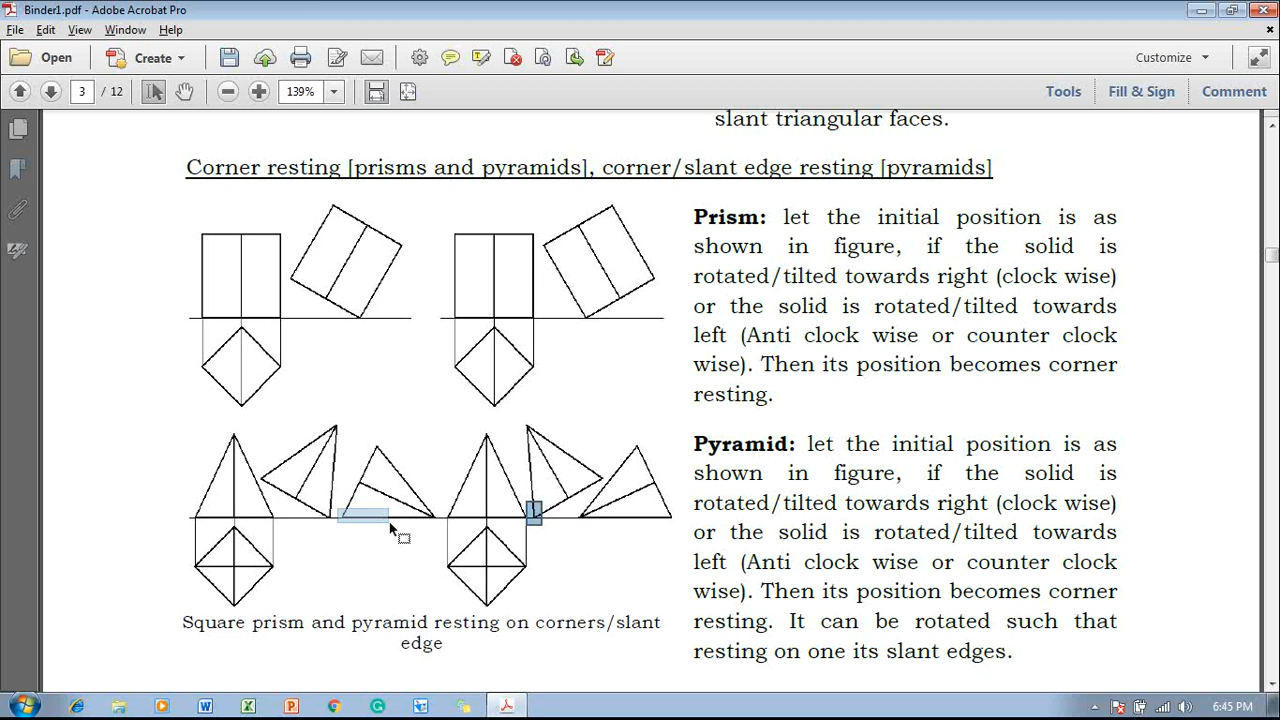 Binder1.pdf - Adobe Acrobat Pro
File Edit View Window Help
Open Create Customize
3 / 12 139% Tools Fill & Sign Comment
slant triangular faces.
Corner resting [prisms and pyramids], corner/slant edge resting [pyramids]
Prism: let the initial position is as
shown in figure, if the solid is
rotated/tilted towards right (clock wise)
or the solid is rotated/tilted towards
left (Anti clock wise or counter clock
wise). Then its position becomes corner
resting.
Pyramid: let the initial position is as
shown in figure, if the solid is
rotated/tilted towards right (clock wise)
or the solid is rotated/tilted towards
left (Anti clock wise or counter clock
wise). Then its position becomes corner
resting. It can be rotated such that
resting on one its slant edges.
Square prism and pyramid resting on corners/slant
edge
6:45 PM